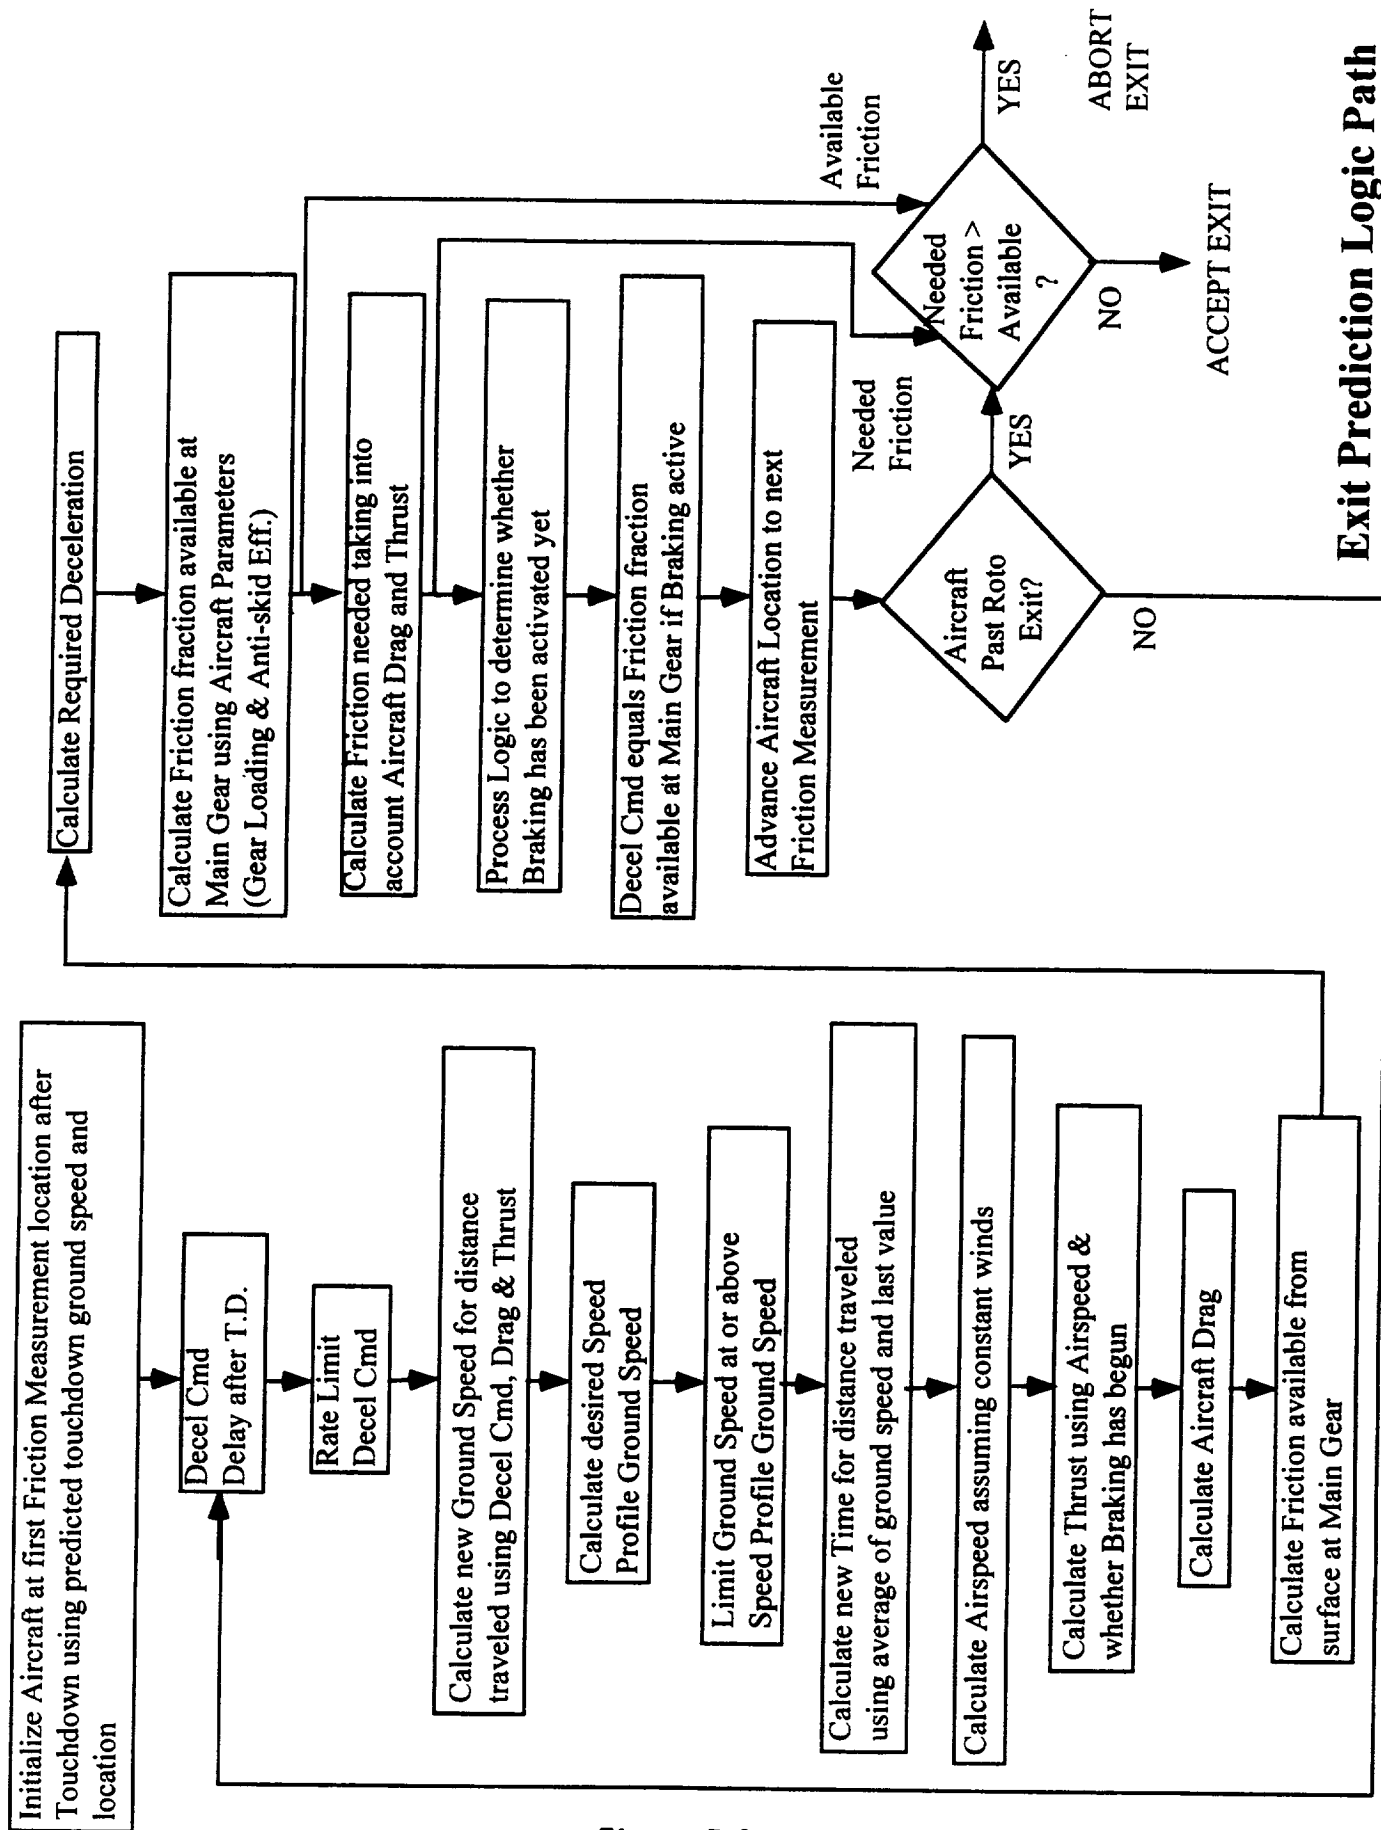 Initialize Aircraft at first Friction Measurement location after
Touchdown using predicted touchdown ground speed and
location
Decel Cmd
Delay after T.D.
Rate Limit
Decel Cmd
Calculate new Ground Speed for distance
traveled using Decel Cmd, Drag & Thrust
Calculate desired Speed
Profile Ground Speed
Limit Ground Speed at or above
Speed Profile Ground Speed
Calculate new Time for distance traveled
using average of ground speed and last value
Calculate Airspeed assuming constant winds
Calculate Thrust using Airspeed &
whether Braking has begun
Calculate Aircraft Drag
Calculate Friction available from
surface at Main Gear
Calculate Required Deceleration
Calculate Friction fraction available at
Main Gear using Aircraft Parameters
(Gear Loading & Anti-skid Eff.)
Calculate Friction needed taking into
account Aircraft Drag and Thrust
Process Logic to determine whether
Braking has been activated yet
Decel Cmd equals Friction fraction
available at Main Gear if Braking active
Advance Aircraft Location to next
Friction Measurement
Aircraft
Past Roto
Exit?
NO
YES
Needed
Friction
Available
Friction
Needed
Friction >
Available
?
NO
YES
ACCEPT EXIT
ABORT
EXIT
Exit Prediction Logic Path